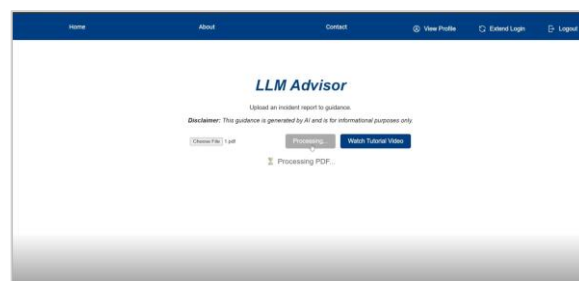 Home About Contact View Profile Extend Login Logout
LLM Advisor
Upload an incident report to guidance.
Disclaimer: This guidance is generated by AI and is for informational purposes only.
Choose File 1.pdf Processing... Watch Tutorial Video
Processing PDF...